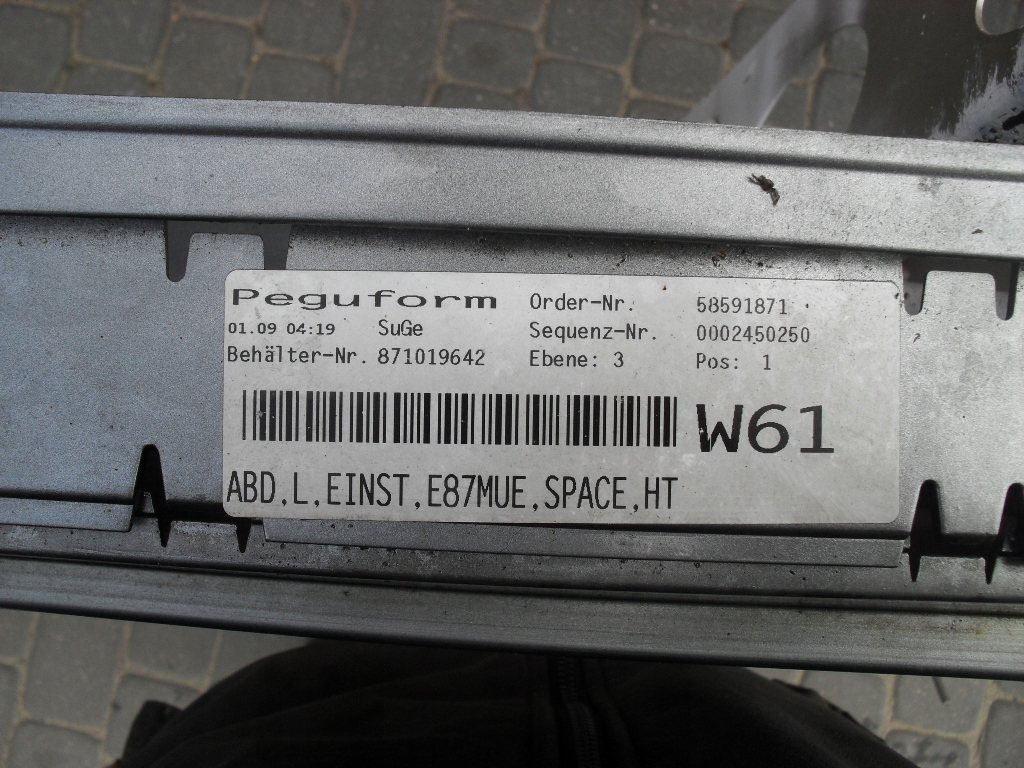 Peguform Order-Nr. 58591871
01.09 04:19 SuGe Sequenz-Nr. 0002450250
Behälter-Nr. 871019642 Ebene: 3 Pos: 1
W61
ABD,L,EINST,E87MUE,SPACE,HT